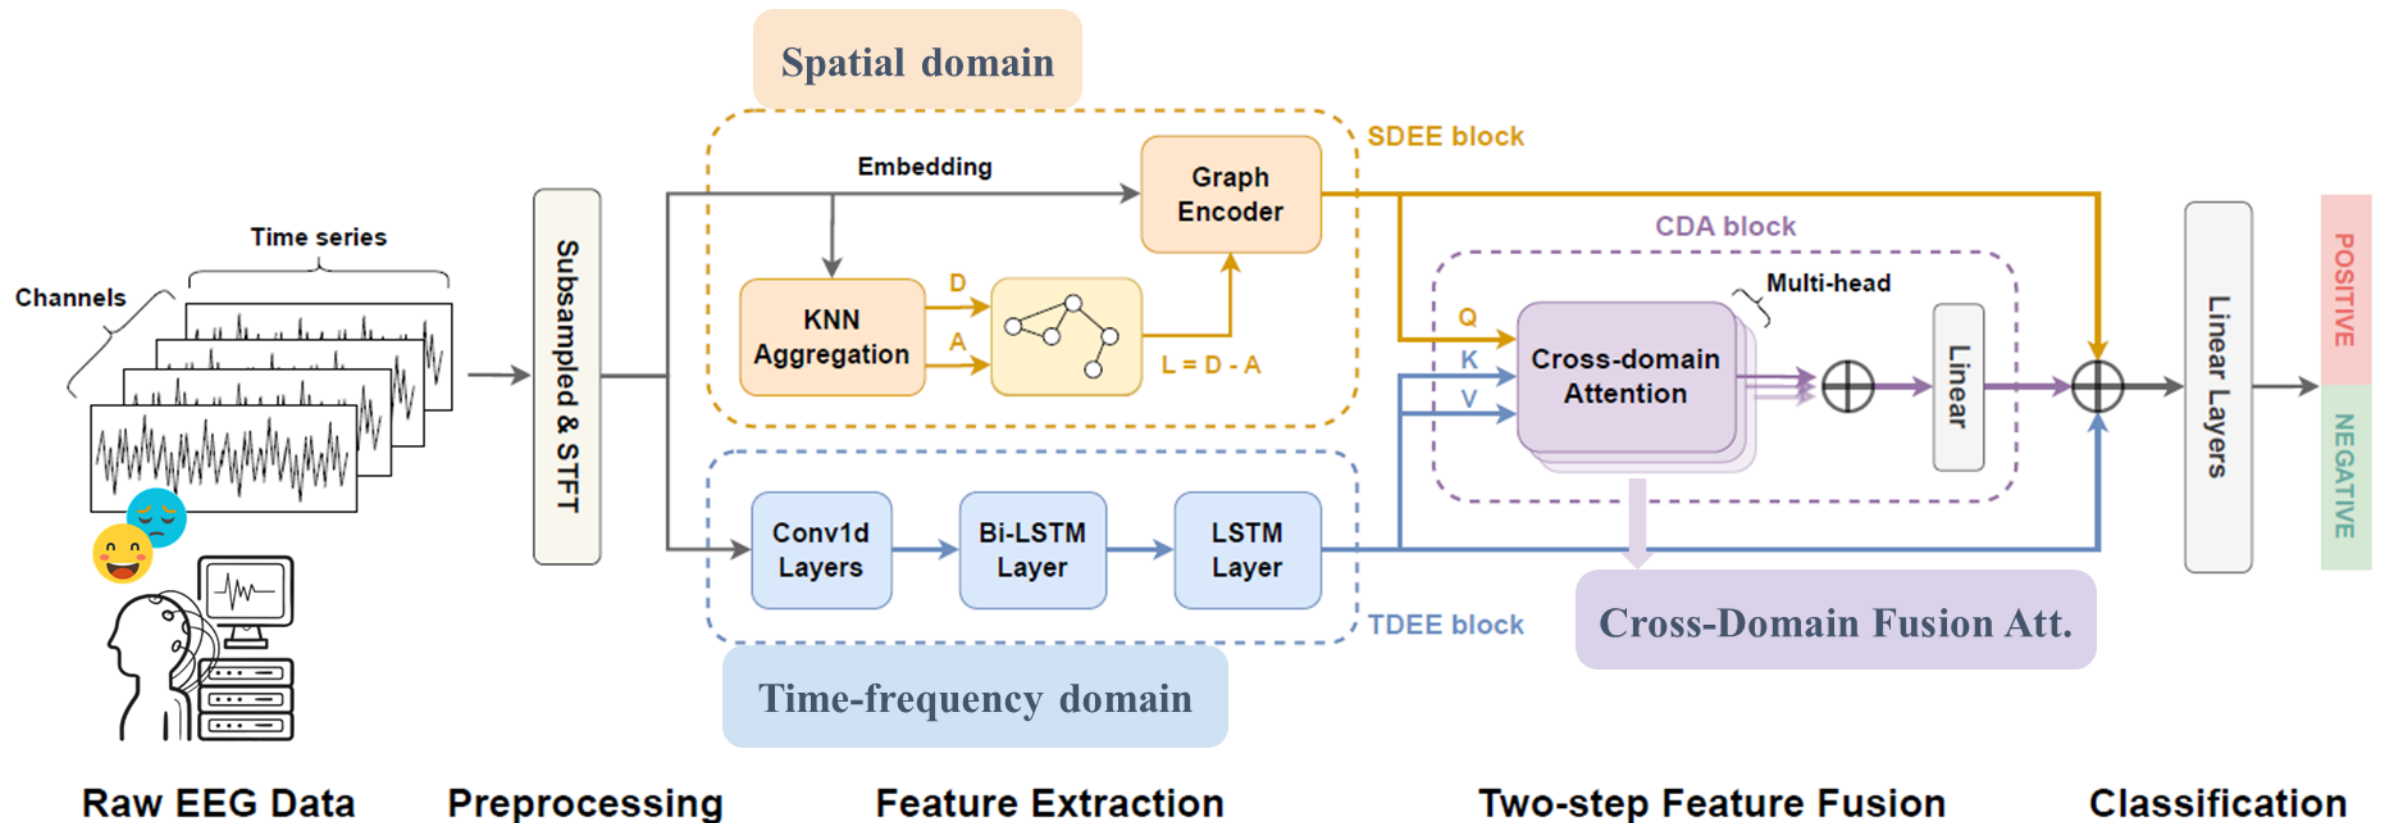 Spatial domain
SDEE block
Embedding
Graph
Encoder
CDA block
Time series
Channels
Subsampled & STFT
Multi-head
KNN
Aggregation
D
A
L = D - A
Q
K
V
Cross-domain
Attention
Linear
Linear Layers
POSITIVE
NEGATIVE
Conv1d
Layers
Bi-LSTM
Layer
LSTM
Layer
TDEE block
Cross-Domain Fusion Att.
Time-frequency domain
Raw EEG Data
Preprocessing
Feature Extraction
Two-step Feature Fusion
Classification